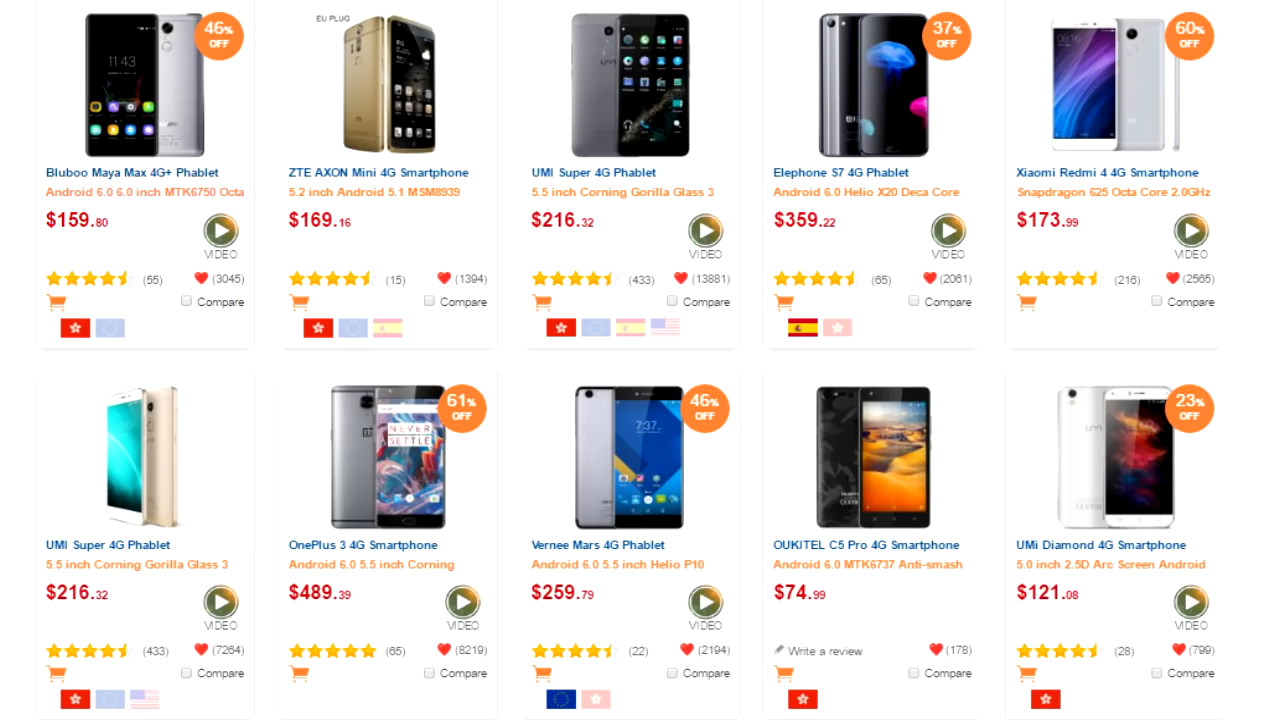 46%
OFF
Bluboo Maya Max 4G+ Phablet
Android 6.0 6.0 inch MTK6750 Octa
$159.80
VIDEO
(55)
(3045)
Compare
EU PLUG
ZTE AXON Mini 4G Smartphone
5.2 inch Android 5.1 MSM8939
$169.16
(15)
(1394)
Compare
UMI Super 4G Phablet
5.5 inch Corning Gorilla Glass 3
$216.32
VIDEO
(433)
(13881)
Compare
37%
OFF
Elephone S7 4G Phablet
Android 6.0 Helio X20 Deca Core
$359.22
VIDEO
(65)
(2061)
Compare
60%
OFF
Xiaomi Redmi 4 4G Smartphone
Snapdragon 625 Octa Core 2.0GHz
$173.99
VIDEO
(216)
(2565)
Compare
UMI Super 4G Phablet
5.5 inch Corning Gorilla Glass 3
$216.32
VIDEO
(433)
(7264)
Compare
61%
OFF
NEVER
SETTLE
OnePlus 3 4G Smartphone
Android 6.0 5.5 inch Corning
$489.39
VIDEO
(65)
(8219)
Compare
46%
OFF
7:37
Vernee Mars 4G Phablet
Android 6.0 5.5 inch Helio P10
$259.79
VIDEO
(22)
(2194)
Compare
OUKITEL C5 Pro 4G Smartphone
Android 6.0 MTK6737 Anti-smash
$74.99
Write a review
(178)
Compare
23%
OFF
UMi Diamond 4G Smartphone
5.0 inch 2.5D Arc Screen Android
$121.08
VIDEO
(28)
(799)
Compare